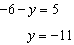 −6 − y = 5
y = −11